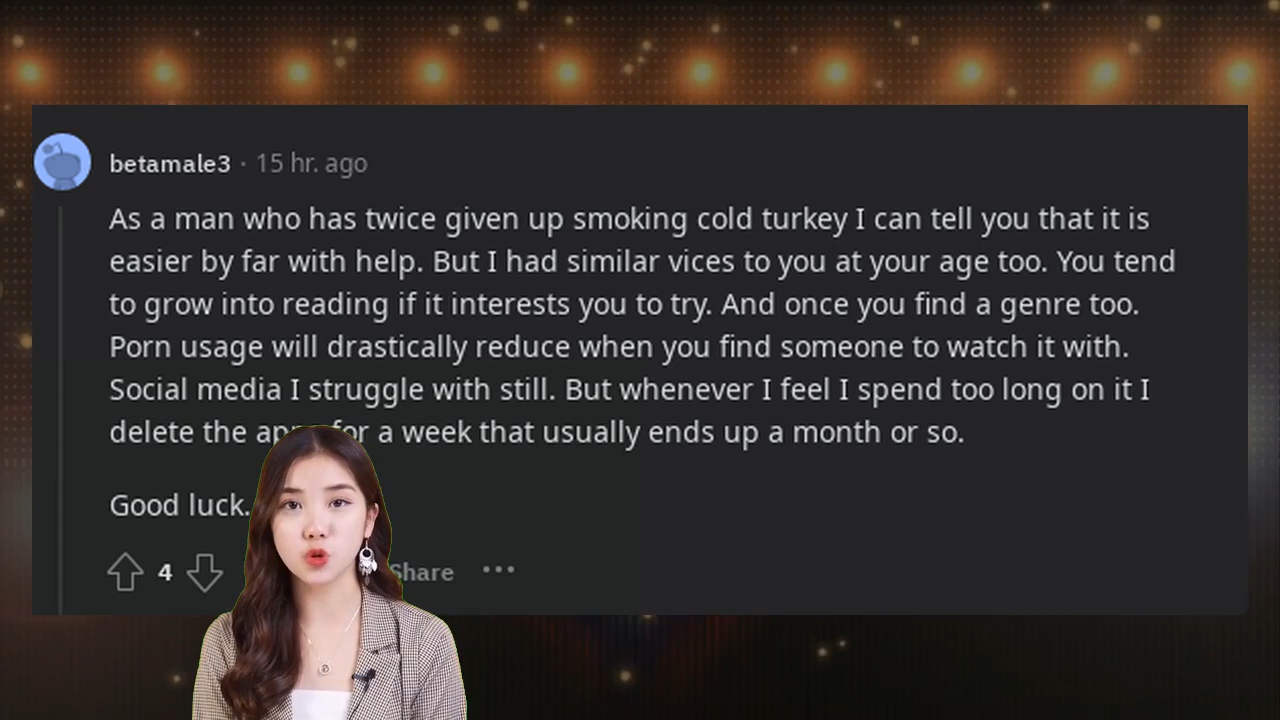 betamale3 · 15 hr. ago
As a man who has twice given up smoking cold turkey I can tell you that it is
easier by far with help. But I had similar vices to you at your age too. You tend
to grow into reading if it interests you to try. And once you find a genre too.
Porn usage will drastically reduce when you find someone to watch it with.
Social media I struggle with still. But whenever I feel I spend too long on it I
delete the for a week that usually ends up a month or so.
Good luck.
4 Share •••